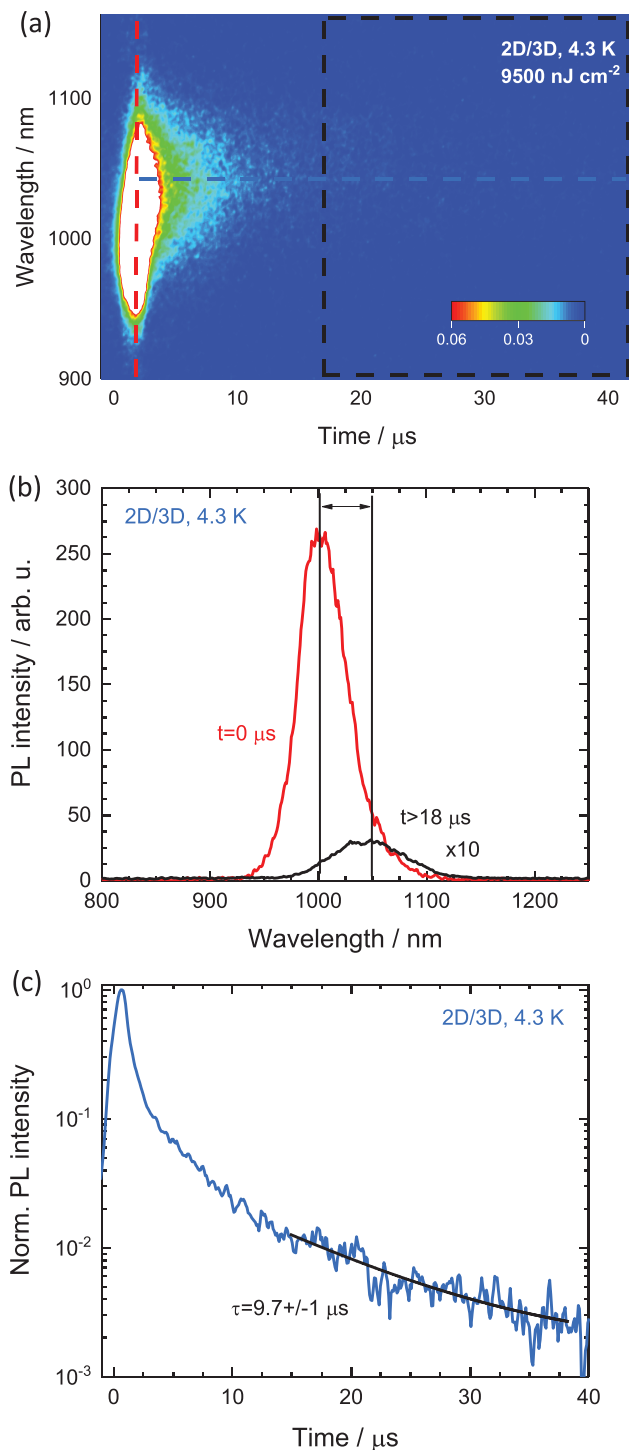 (a)
2D/3D, 4.3 K
9500 nJ cm⁻²
1100
1000
900
Wavelength / nm
0.06 0.03 0
0 10 20 30 40
Time / μs
(b)
2D/3D, 4.3 K
300
250
200
150
100
50
0
PL intensity / arb. u.
t=0 μs
t>18 μs
x10
800 900 1000 1100 1200
Wavelength / nm
(c)
2D/3D, 4.3 K
10⁰
10⁻¹
10⁻²
10⁻³
Norm. PL intensity
τ=9.7+/-1 μs
0 10 20 30 40
Time / μs